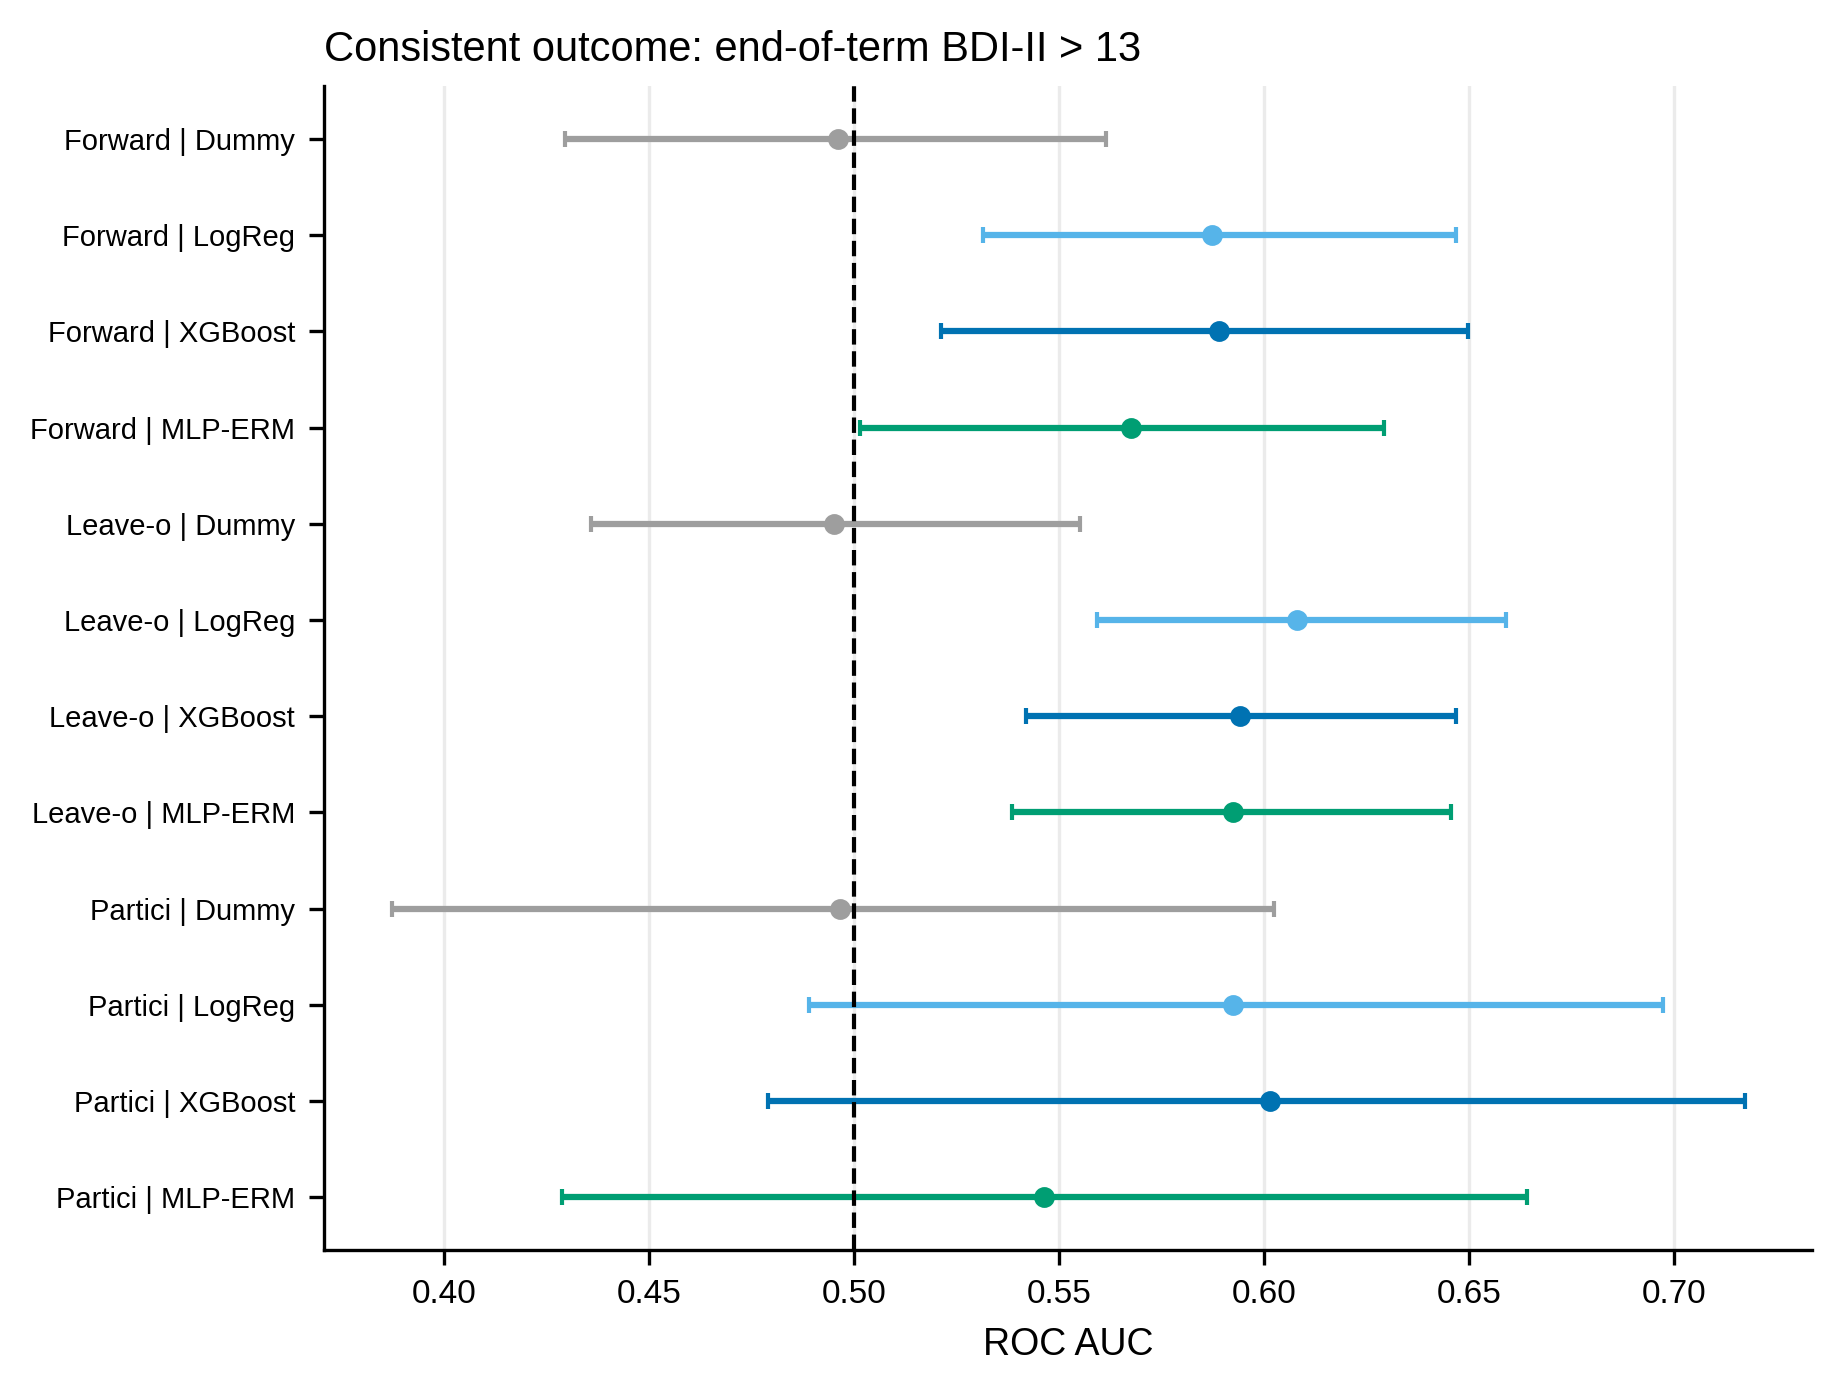 Consistent outcome: end-of-term BDI-II > 13
Forward | Dummy
Forward | LogReg
Forward | XGBoost
Forward | MLP-ERM
Leave-o | Dummy
Leave-o | LogReg
Leave-o | XGBoost
Leave-o | MLP-ERM
Partici | Dummy
Partici | LogReg
Partici | XGBoost
Partici | MLP-ERM
0.40 0.45 0.50 0.55 0.60 0.65 0.70
ROC AUC